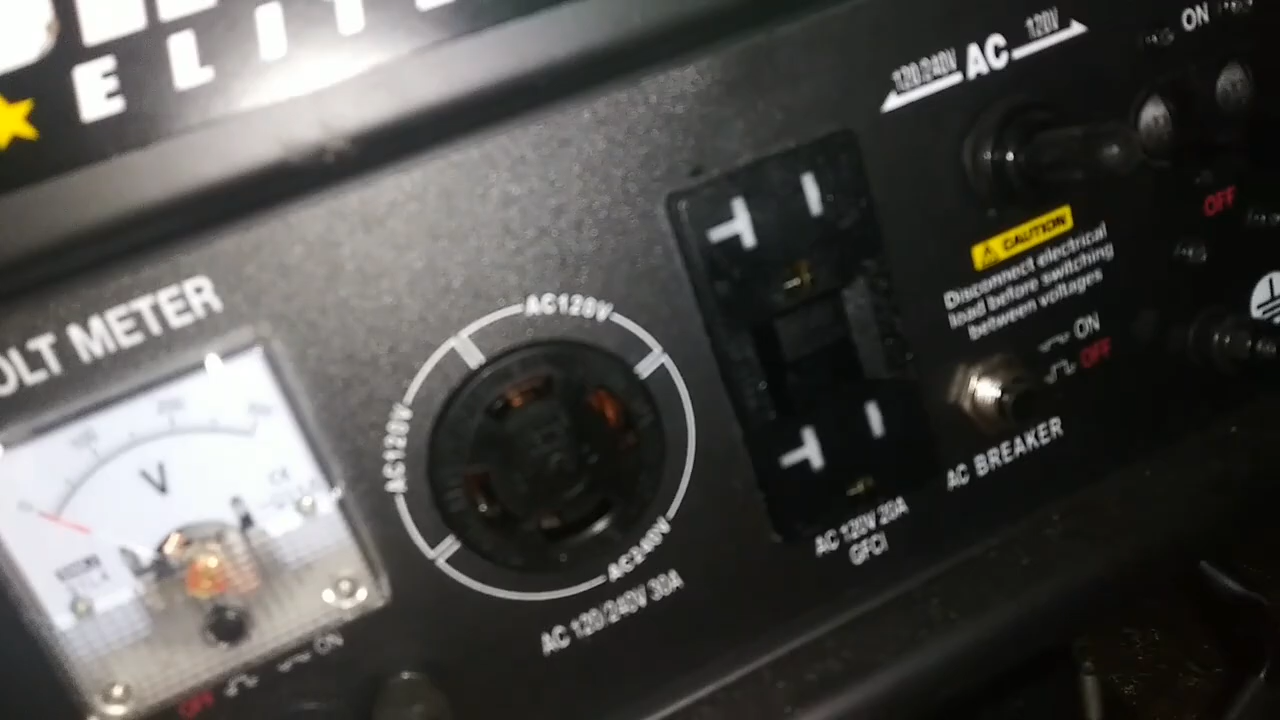 ELITE
120/240V AC 120V
ON
OFF
CAUTION
Disconnect electrical
load before switching
between voltages
ON
OFF
AC BREAKER
VOLT METER
V
AC120V
AC120V
AC240V
AC 120/240V 30A
AC 120V 20A
GFCI
OFF ON